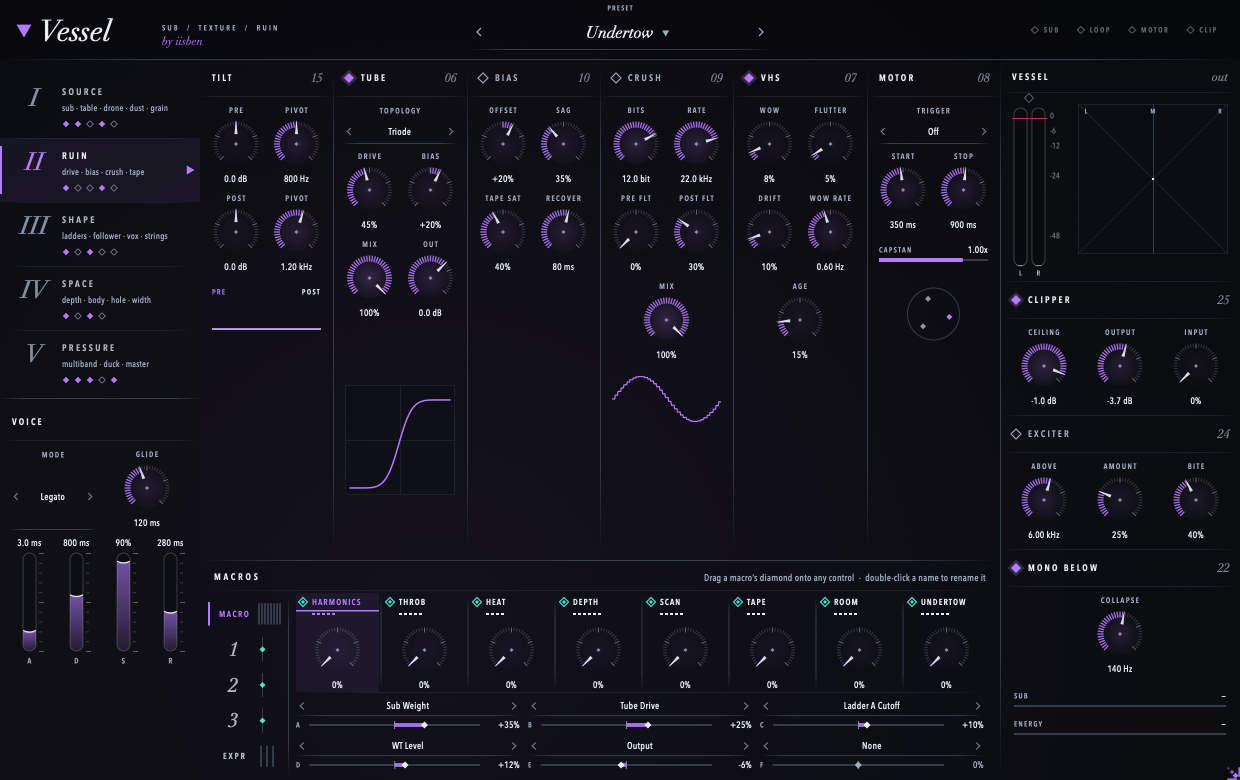 PRESET
Vessel
SUB / TEXTURE / RUIN
by iisben
Undertow
SUB LOOP MOTOR CLIP
I SOURCE
sub · table · drone · dust · grain
II RUIN
drive · bias · crush · tape
III SHAPE
ladders · follower · vox · strings
IV SPACE
depth · body · hole · width
V PRESSURE
multiband · duck · master
VOICE
MODE GLIDE
Legato
120 ms
3.0 ms 800 ms 90% 280 ms
A D S R
TILT 15
PRE PIVOT
0.0 dB 800 Hz
POST PIVOT
0.0 dB 1.20 kHz
PRE POST
TUBE 06
TOPOLOGY
Triode
DRIVE BIAS
45% +20%
MIX OUT
100% 0.0 dB
BIAS 10
OFFSET SAG
+20% 35%
TAPE SAT RECOVER
40% 80 ms
CRUSH 09
BITS RATE
12.0 bit 22.0 kHz
PRE FLT POST FLT
0% 30%
MIX
100%
VHS 07
WOW FLUTTER
8% 5%
DRIFT WOW RATE
10% 0.60 Hz
AGE
15%
MOTOR 08
TRIGGER
Off
START STOP
350 ms 900 ms
CAPSTAN 1.00x
VESSEL out
0
-6
-12
-24
-48
L R
L M R
CLIPPER 25
CEILING OUTPUT INPUT
-1.0 dB -3.7 dB 0%
EXCITER 24
ABOVE AMOUNT BITE
6.00 kHz 25% 40%
MONO BELOW 22
COLLAPSE
140 Hz
SUB –
ENERGY –
MACROS
Drag a macro's diamond onto any control · double-click a name to rename it
MACRO
1
2
3
EXPR
HARMONICS THROB HEAT DEPTH SCAN TAPE ROOM UNDERTOW
0% 0% 0% 0% 0% 0% 0% 0%
Sub Weight Tube Drive Ladder A Cutoff
A +35% B +25% C +10%
WT Level Output None
D +12% E -6% F 0%